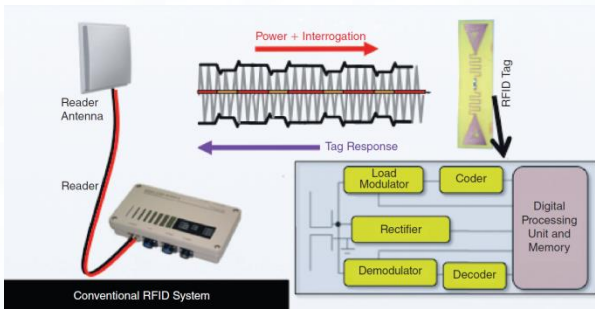 Power + Interrogation
Reader
Antenna
RFID Tag
Tag Response
Reader
Load
Modulator
Coder
Rectifier
Digital
Processing
Unit and
Memory
Demodulator
Decoder
Conventional RFID System